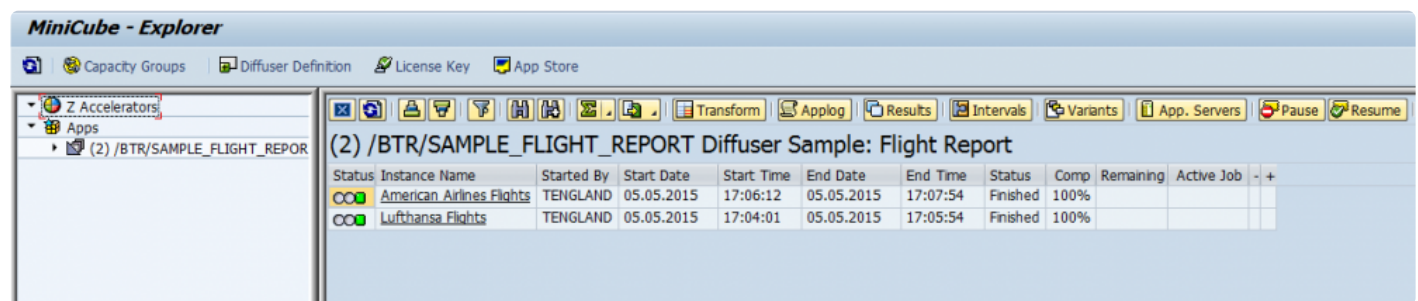 MiniCube - Explorer
Capacity Groups Diffuser Definition License Key App Store
Z Accelerators
Apps
(2) /BTR/SAMPLE_FLIGHT_REPOR
Transform Applog Results Intervals Variants App. Servers Pause Resume
(2) /BTR/SAMPLE_FLIGHT_REPORT Diffuser Sample: Flight Report
Status Instance Name Started By Start Date Start Time End Date End Time Status Comp Remaining Active Job - +
American Airlines Flights TENGLAND 05.05.2015 17:06:12 05.05.2015 17:07:54 Finished 100%
Lufthansa Flights TENGLAND 05.05.2015 17:04:01 05.05.2015 17:05:54 Finished 100%